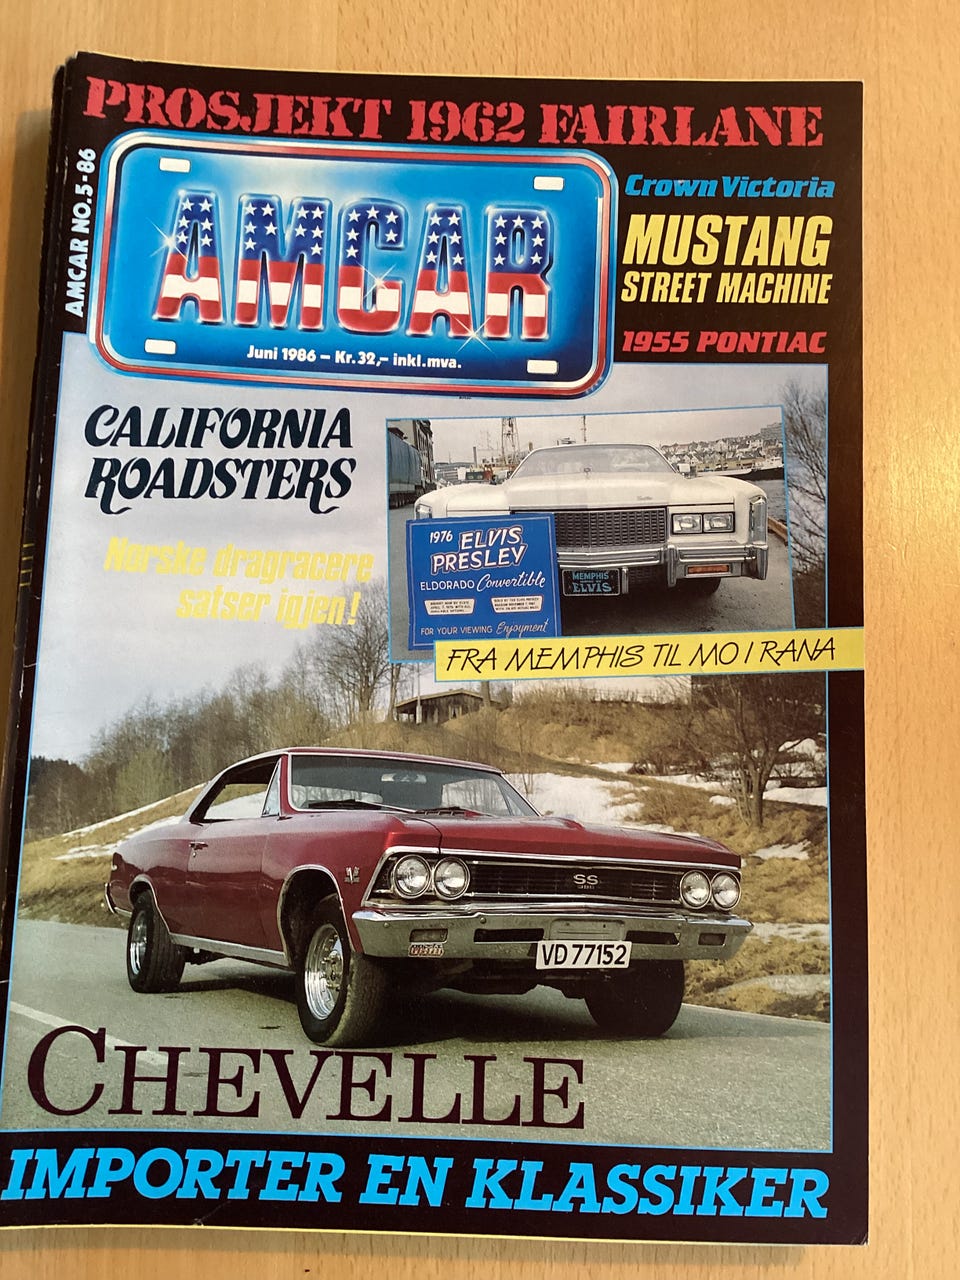 PROSJEKT 1962 FAIRLANE
AMCAR NO.5-86
AMCAR
Juni 1986 – Kr. 32,– inkl.mva.
Crown Victoria
MUSTANG
STREET MACHINE
1955 PONTIAC
CALIFORNIA
ROADSTERS
Norske dragracere
satser igjen!
1976 ELVIS
PRESLEY
ELDORADO Convertible
FOR YOUR VIEWING Enjoyment
MEMPHIS
ELVIS
FRA MEMPHIS TIL MO I RANA
SS
396
VD 77152
CHEVELLE
IMPORTER EN KLASSIKER